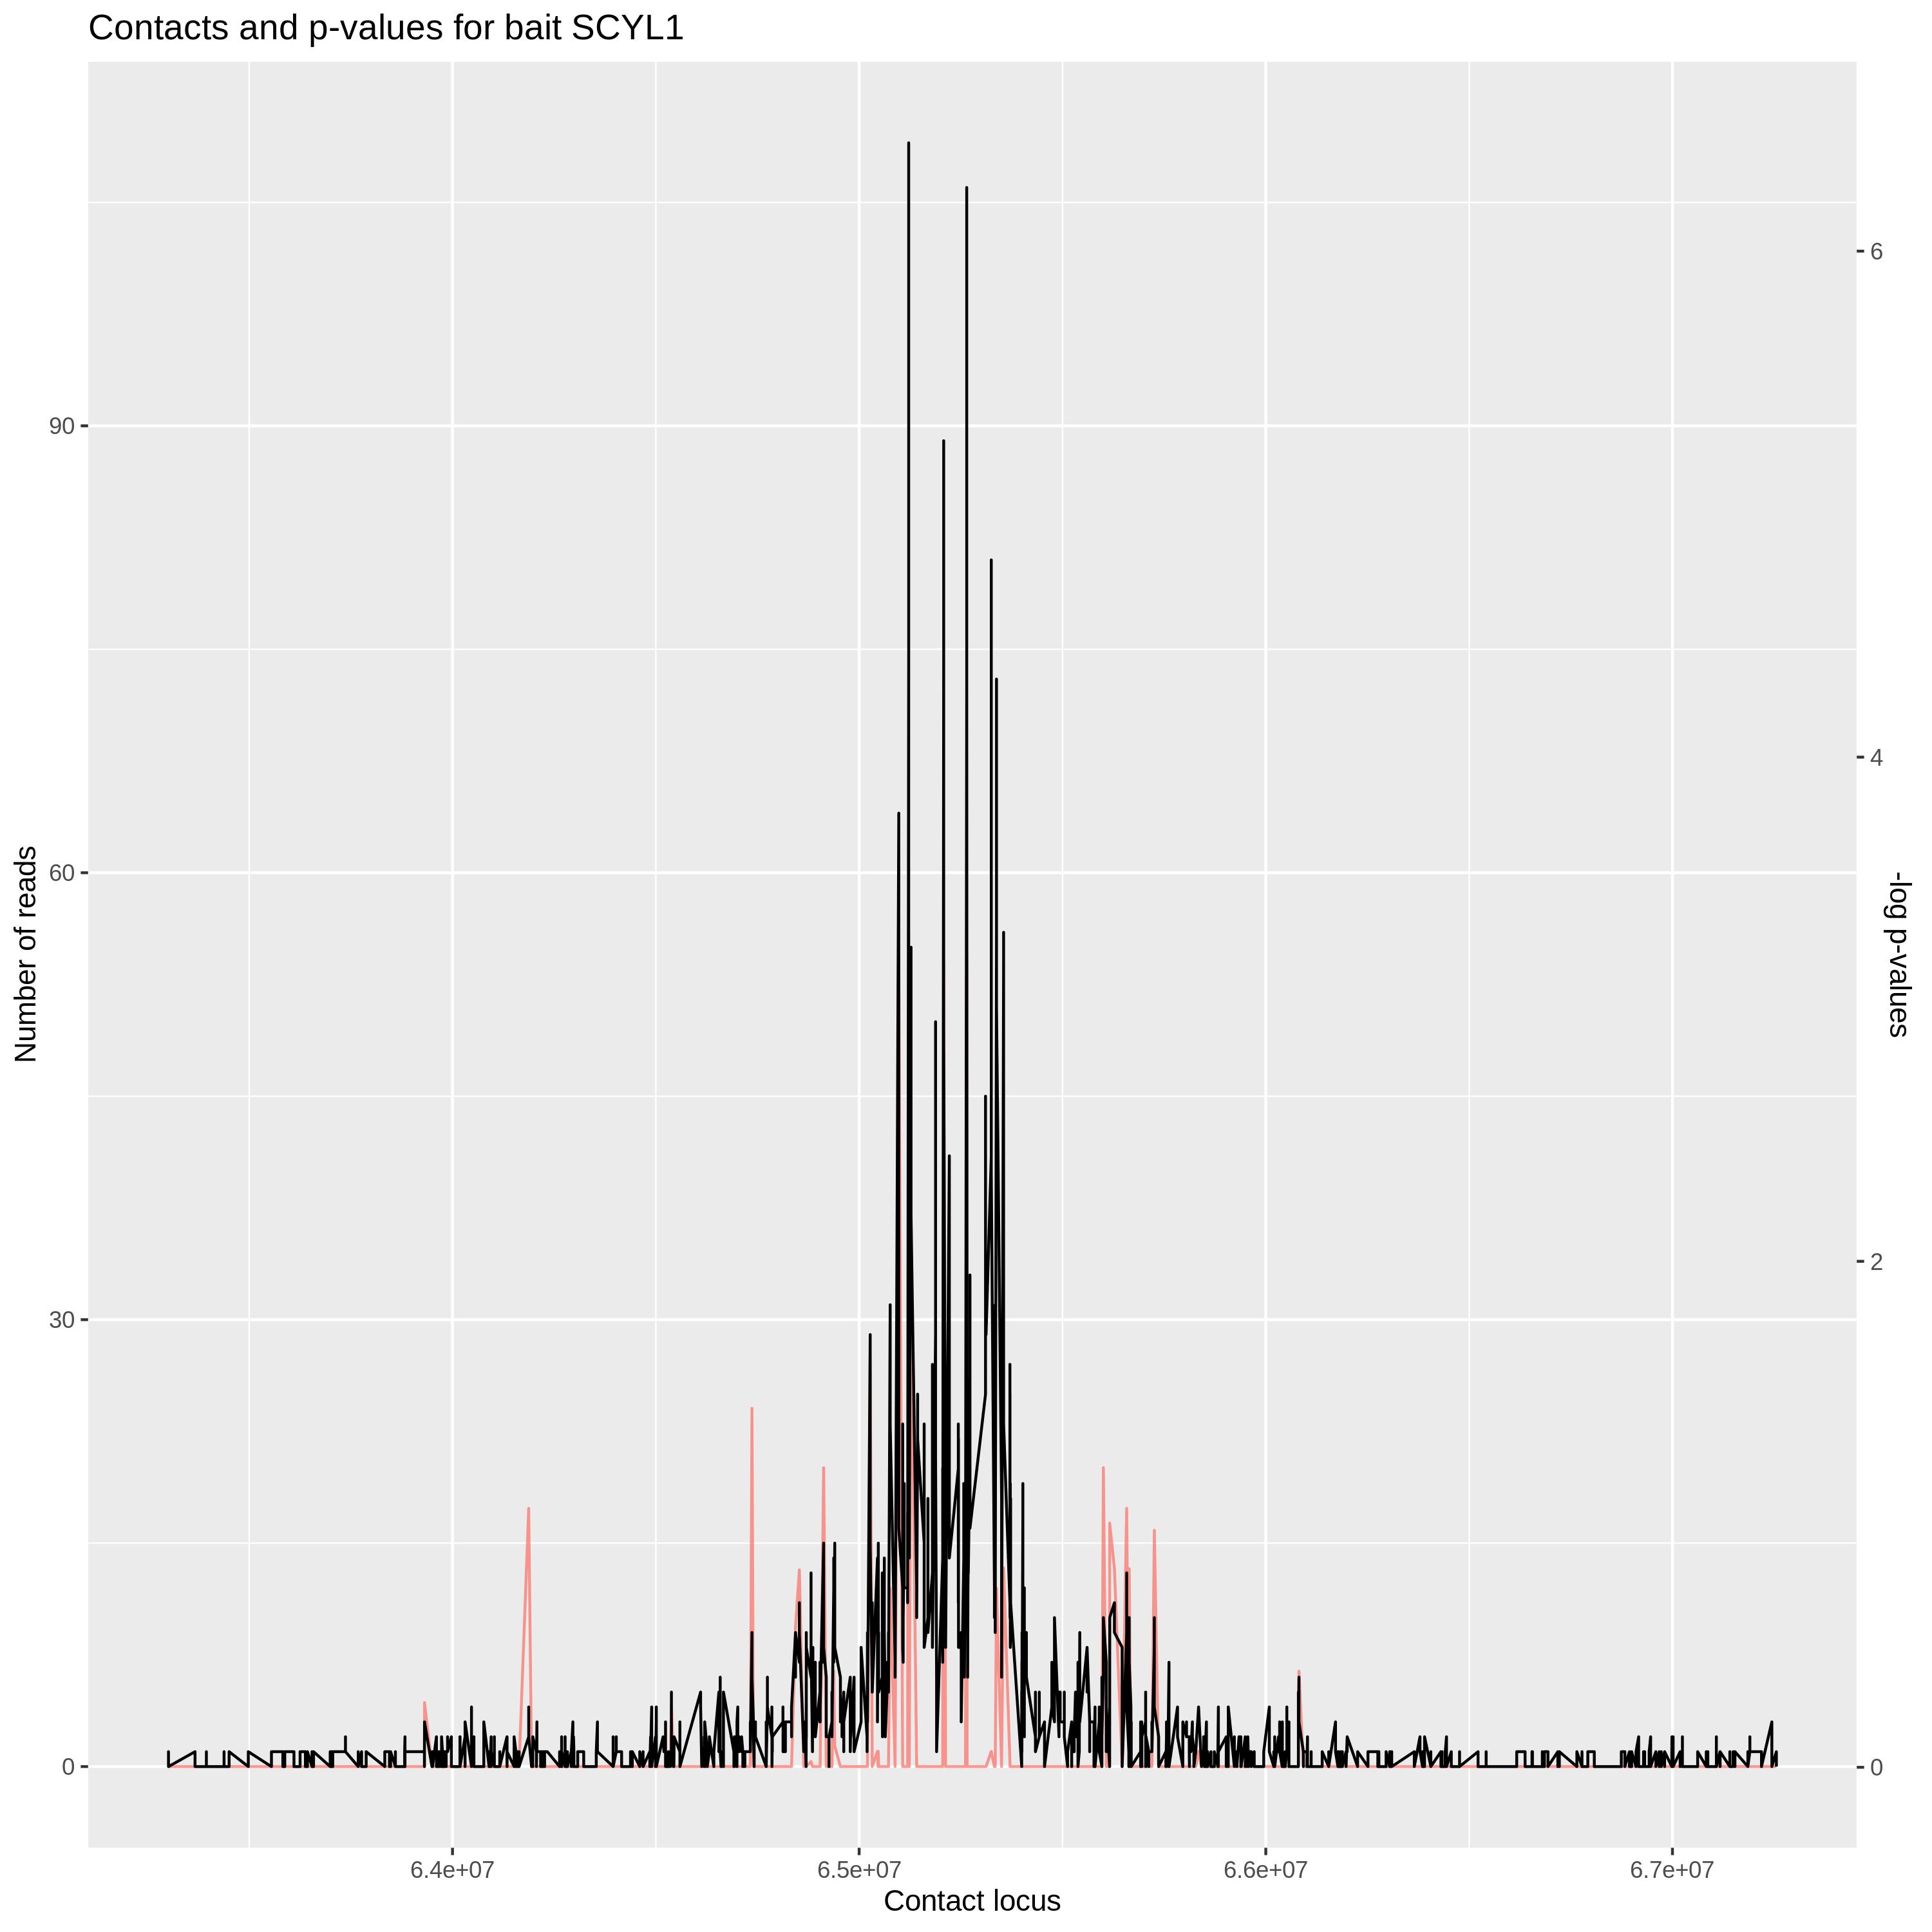 Contacts and p-values for bait SCYL1
Number of reads
90
60
30
0
6
4
2
0
-log p-values
6.4e+07 6.5e+07 6.6e+07 6.7e+07
Contact locus